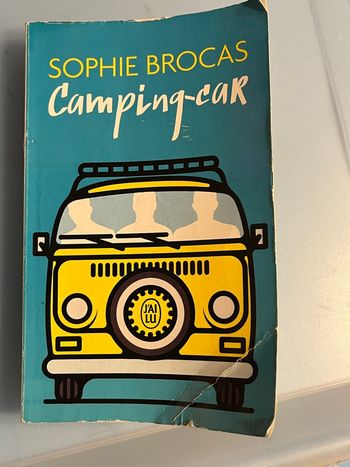 SOPHIE BROCAS
Camping-caR
J'AI
LU